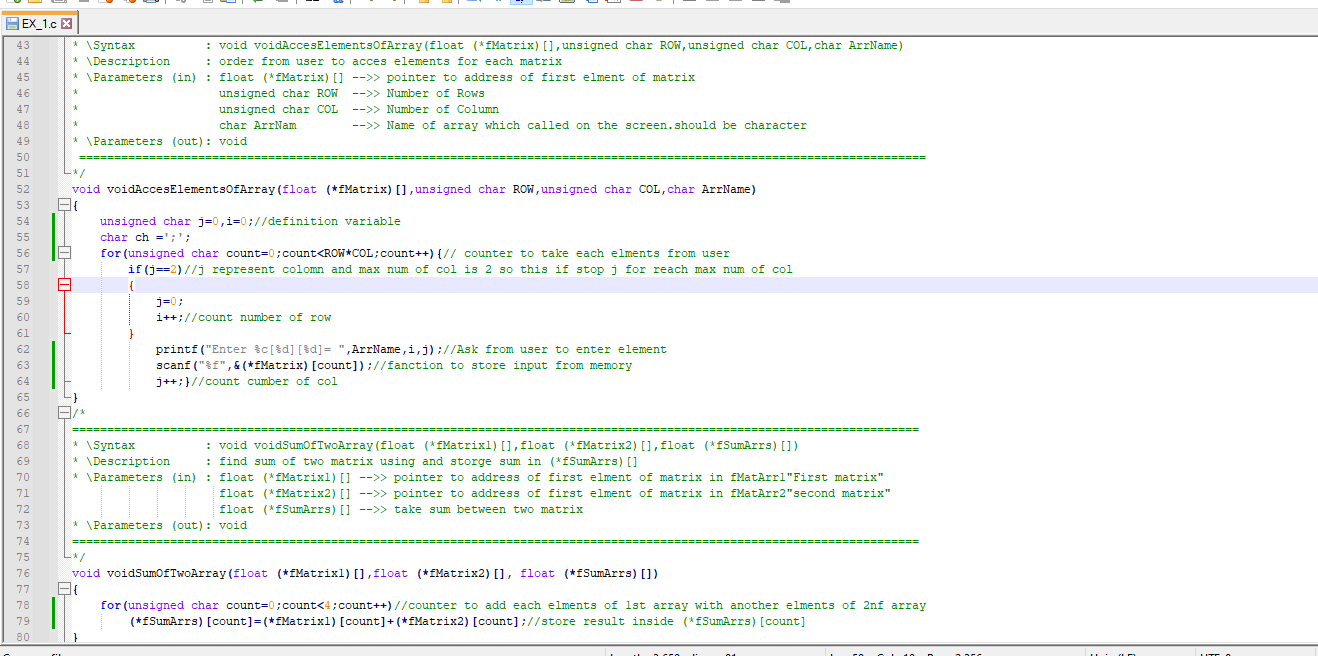 EX_1.c
43 * \Syntax : void voidAccesElementsOfArray(float (*fMatrix)[],unsigned char ROW,unsigned char COL,char ArrName)
44 * \Description : order from user to acces elements for each matrix
45 * \Parameters (in) : float (*fMatrix)[] -->> pointer to address of first elment of matrix
46 * unsigned char ROW -->> Number of Rows
47 * unsigned char COL -->> Number of Column
48 * char ArrNam -->> Name of array which called on the screen.should be character
49 * \Parameters (out): void
50 =========================================================================================================================
51 */
52 void voidAccesElementsOfArray(float (*fMatrix)[],unsigned char ROW,unsigned char COL,char ArrName)
53 {
54 unsigned char j=0,i=0;//definition variable
55 char ch =';';
56 for(unsigned char count=0;count<ROW*COL;count++){// counter to take each elments from user
57 if(j==2)//j represent colomn and max num of col is 2 so this if stop j for reach max num of col
58 {
59 j=0;
60 i++;//count number of row
61 }
62 printf("Enter %c[%d][%d]= ",ArrName,i,j);//Ask from user to enter element
63 scanf("%f",&(*fMatrix)[count]);//fanction to store input from memory
64 j++;}//count cumber of col
65 }
66 /*
67 =========================================================================================================================
68 * \Syntax : void voidSumOfTwoArray(float (*fMatrix1)[],float (*fMatrix2)[],float (*fSumArrs)[])
69 * \Description : find sum of two matrix using and storge sum in (*fSumArrs)[]
70 * \Parameters (in) : float (*fMatrix1)[] -->> pointer to address of first elment of matrix in fMatArr1"First matrix"
71 float (*fMatrix2)[] -->> pointer to address of first elment of matrix in fMatArr2"second matrix"
72 float (*fSumArrs)[] -->> take sum between two matrix
73 * \Parameters (out): void
74 =========================================================================================================================
75 */
76 void voidSumOfTwoArray(float (*fMatrix1)[],float (*fMatrix2)[], float (*fSumArrs)[])
77 {
78 for(unsigned char count=0;count<4;count++)//counter to add each elments of 1st array with another elments of 2nf array
79 (*fSumArrs)[count]=(*fMatrix1)[count]+(*fMatrix2)[count];//store result inside (*fSumArrs)[count]
80 }